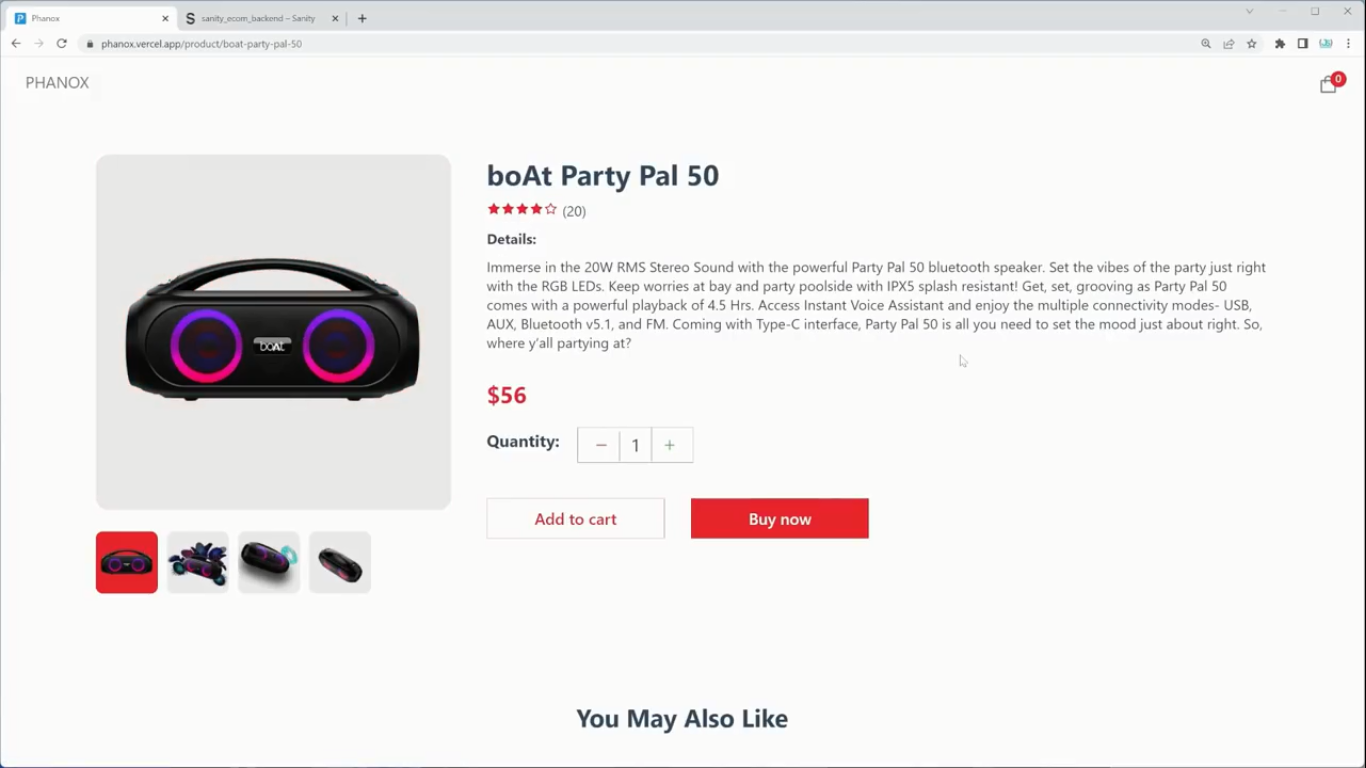 Phanox
sanity_ecom_backend – Sanity
phanox.vercel.app/product/boat-party-pal-50
PHANOX
0
boAt Party Pal 50
(20)
Details:
Immerse in the 20W RMS Stereo Sound with the powerful Party Pal 50 bluetooth speaker. Set the vibes of the party just right
with the RGB LEDs. Keep worries at bay and party poolside with IPX5 splash resistant! Get, set, grooving as Party Pal 50
comes with a powerful playback of 4.5 Hrs. Access Instant Voice Assistant and enjoy the multiple connectivity modes- USB,
AUX, Bluetooth v5.1, and FM. Coming with Type-C interface, Party Pal 50 is all you need to set the mood just about right. So,
where y'all partying at?
boAt
$56
Quantity: − 1 +
Add to cart
Buy now
You May Also Like